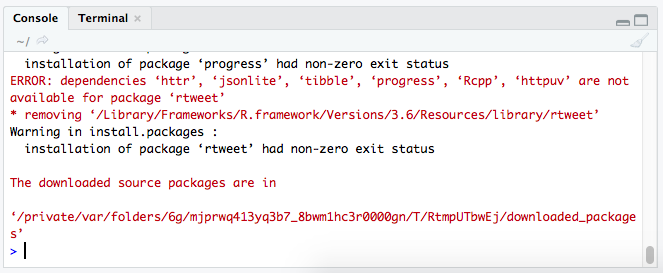 Console Terminal ×
~/
installation of package ‘progress’ had non-zero exit status
ERROR: dependencies ‘httr’, ‘jsonlite’, ‘tibble’, ‘progress’, ‘Rcpp’, ‘httpuv’ are not
available for package ‘rtweet’
* removing ‘/Library/Frameworks/R.framework/Versions/3.6/Resources/library/rtweet’
Warning in install.packages :
installation of package ‘rtweet’ had non-zero exit status
The downloaded source packages are in
‘/private/var/folders/6g/mjprwq413yq3b7_8bwm1hc3r0000gn/T/RtmpUTbwEj/downloaded_package
s’
>